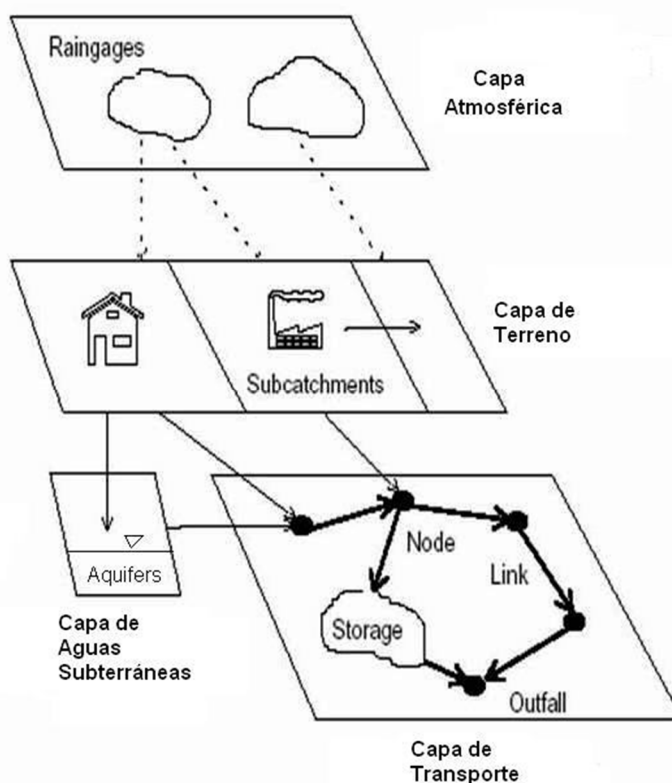 Raingages
Capa
Atmosférica
Capa de
Terreno
Subcatchments
Node
Link
Aquifers
Capa de
Aguas
Subterráneas
Storage
Outfall
Capa de
Transporte